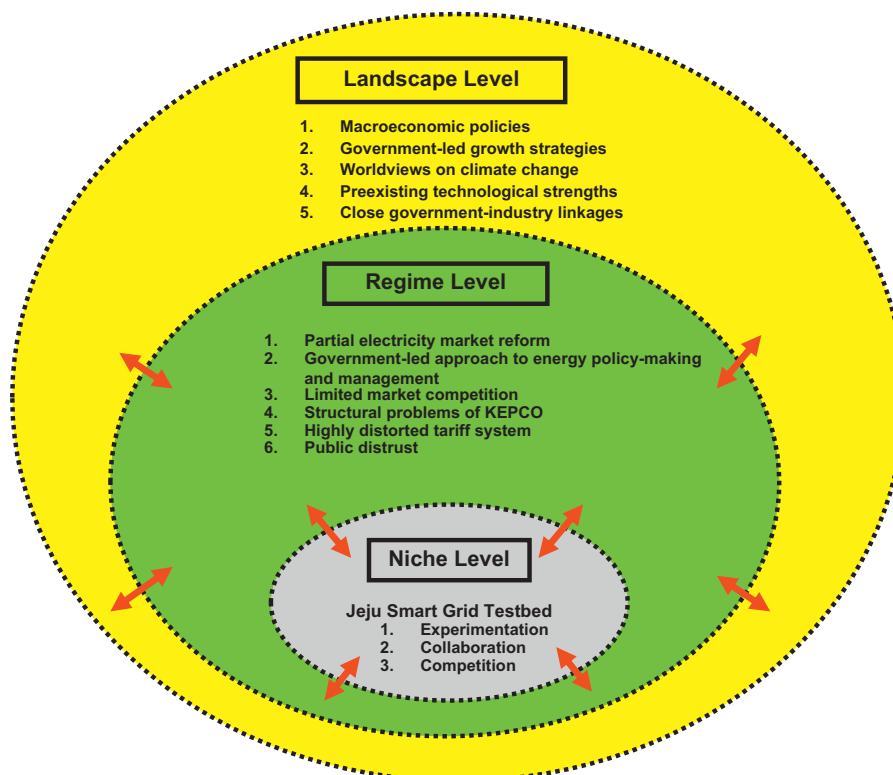 Landscape Level
1. Macroeconomic policies
2. Government-led growth strategies
3. Worldviews on climate change
4. Preexisting technological strengths
5. Close government-industry linkages
Regime Level
1. Partial electricity market reform
2. Government-led approach to energy policy-making
and management
3. Limited market competition
4. Structural problems of KEPCO
5. Highly distorted tariff system
6. Public distrust
Niche Level
Jeju Smart Grid Testbed
1. Experimentation
2. Collaboration
3. Competition